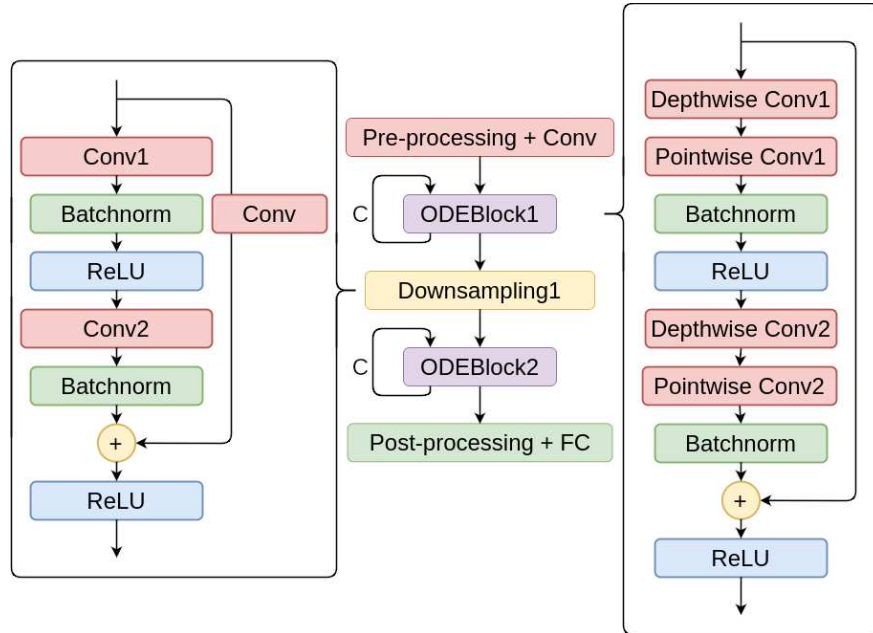 Conv1
Batchnorm
Conv
ReLU
Conv2
Batchnorm
+
ReLU
Pre-processing + Conv
C
ODEBlock1
Downsampling1
C
ODEBlock2
Post-processing + FC
Depthwise Conv1
Pointwise Conv1
Batchnorm
ReLU
Depthwise Conv2
Pointwise Conv2
Batchnorm
+
ReLU